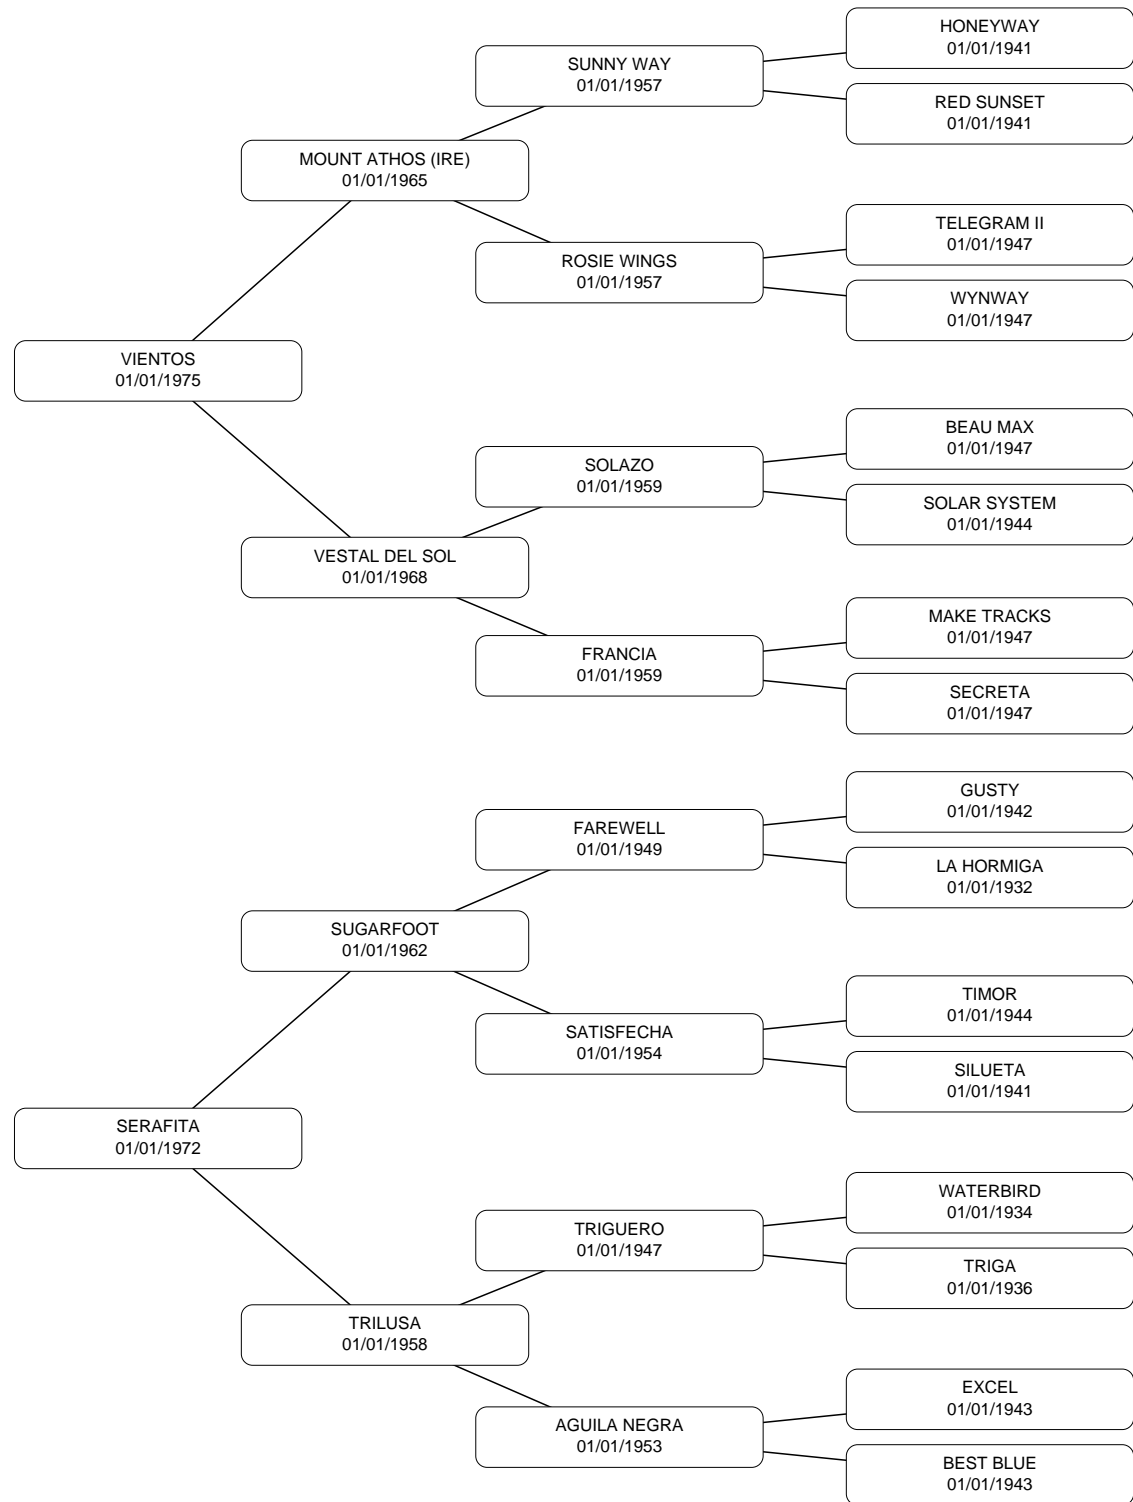 HONEYWAY
01/01/1941
SUNNY WAY
01/01/1957
RED SUNSET
01/01/1941
MOUNT ATHOS (IRE)
01/01/1965
TELEGRAM II
01/01/1947
ROSIE WINGS
01/01/1957
WYNWAY
01/01/1947
VIENTOS
01/01/1975
BEAU MAX
01/01/1947
SOLAZO
01/01/1959
SOLAR SYSTEM
01/01/1944
VESTAL DEL SOL
01/01/1968
MAKE TRACKS
01/01/1947
FRANCIA
01/01/1959
SECRETA
01/01/1947
GUSTY
01/01/1942
FAREWELL
01/01/1949
LA HORMIGA
01/01/1932
SUGARFOOT
01/01/1962
TIMOR
01/01/1944
SATISFECHA
01/01/1954
SILUETA
01/01/1941
SERAFITA
01/01/1972
WATERBIRD
01/01/1934
TRIGUERO
01/01/1947
TRIGA
01/01/1936
TRILUSA
01/01/1958
EXCEL
01/01/1943
AGUILA NEGRA
01/01/1953
BEST BLUE
01/01/1943